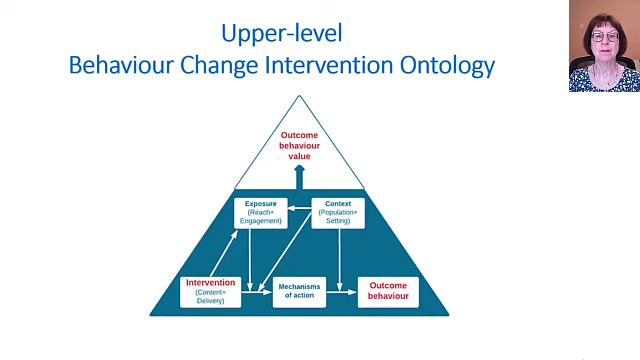 Upper-level
Behaviour Change Intervention Ontology
Outcome
behaviour
value
Exposure
(Reach+
Engagement)
Context
(Population+
Setting)
Intervention
(Content+
Delivery)
Mechanisms
of action
Outcome
behaviour